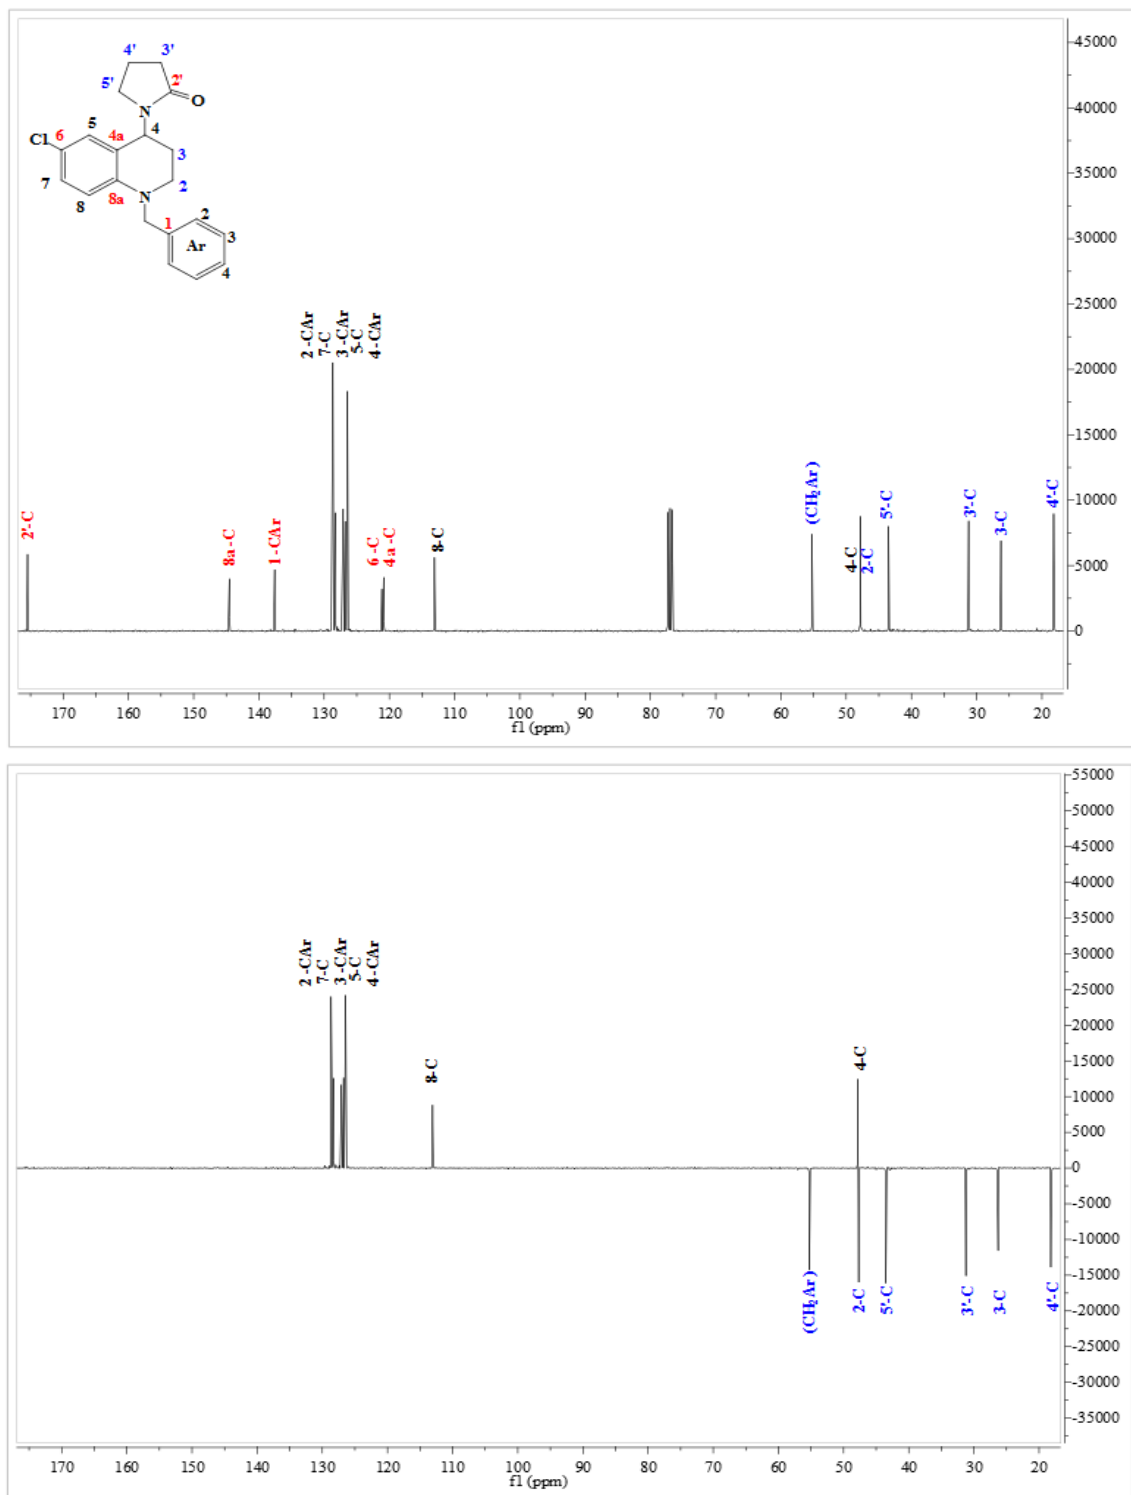 4' 3'
5' 2'
N O
5 4
Cl 6 4a
3
7 2
8 8a N
1 2
Ar 3
4
2'-C
8a -C
1 -CAr
2 -CAr
7-C
3 -CAr
5-C
4 -CAr
6 -C
4a -C
8-C
(CH₂Ar)
4-C
2-C
5'-C
3'-C
3-C
4'-C
45000
40000
35000
30000
25000
20000
15000
10000
5000
0
170 160 150 140 130 120 110 100 90 80 70 60 50 40 30 20
f1 (ppm)
2 -CAr
7-C
3 -CAr
5-C
4 -CAr
8-C
4-C
(CH₂Ar)
2-C
5'-C
3'-C
3-C
4'-C
55000
50000
45000
40000
35000
30000
25000
20000
15000
10000
5000
0
-5000
-10000
-15000
-20000
-25000
-30000
-35000
170 160 150 140 130 120 110 100 90 80 70 60 50 40 30 20
f1 (ppm)